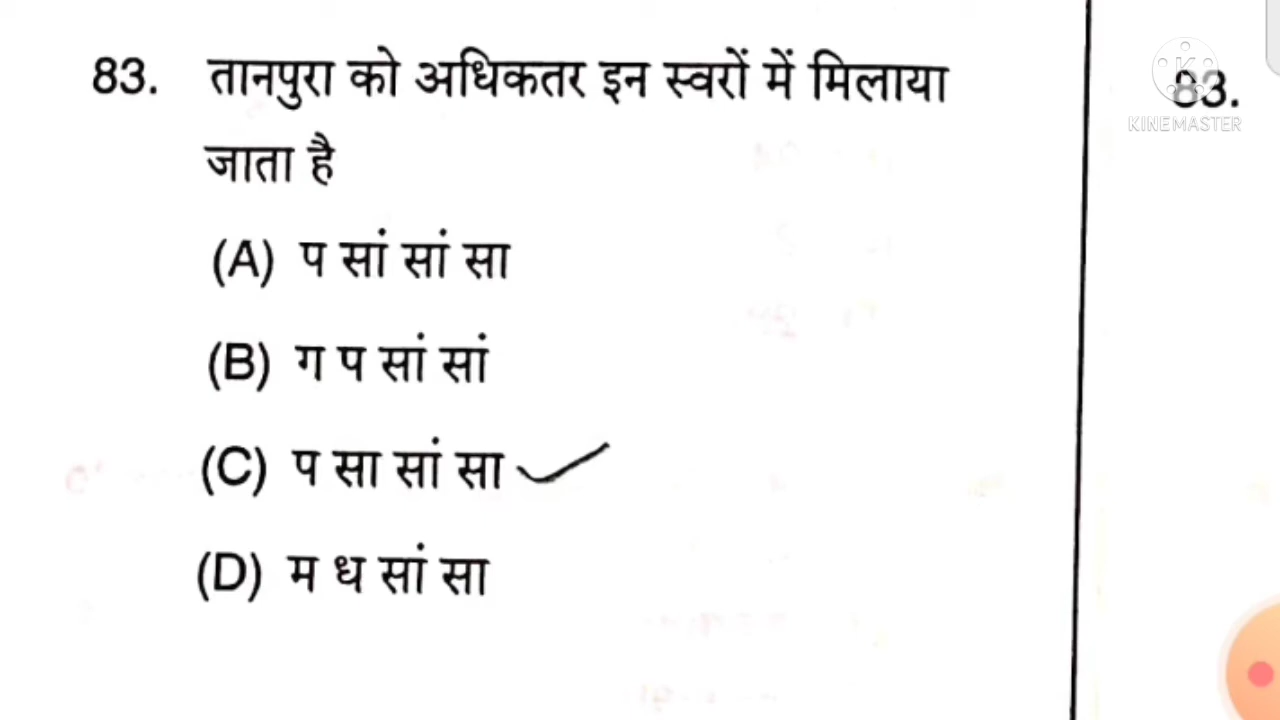 83. तानपुरा को अधिकतर इन स्वरों में मिलाया
जाता है
(A) प सां सां सा
(B) ग प सां सां
(C) प सा सां सा
(D) म ध सां सा
83.
KINEMASTER